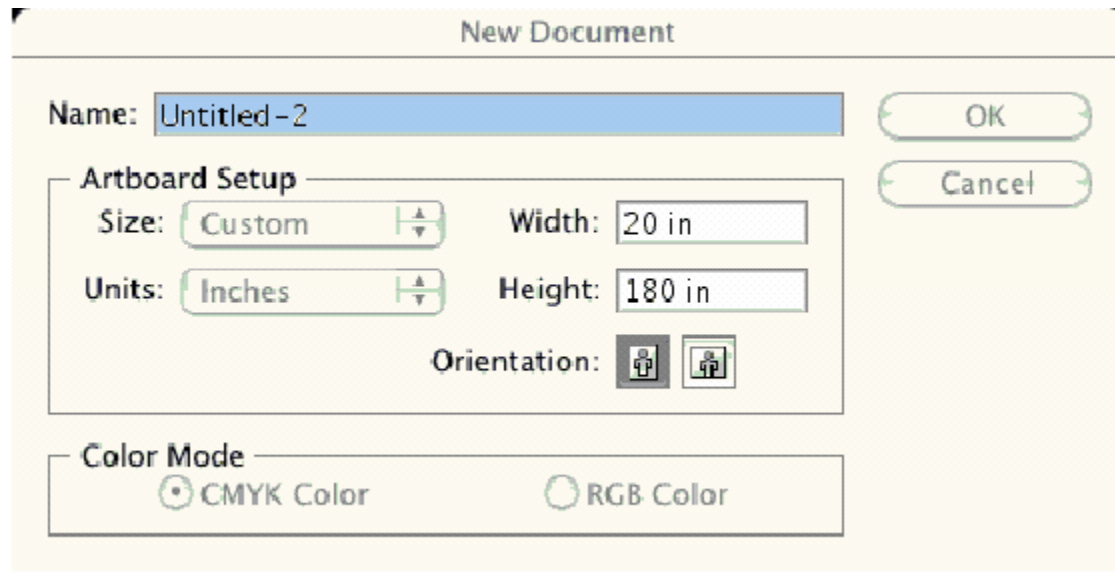 New Document
Name: Untitled-2
OK
Artboard Setup
Cancel
Size: Custom
Width: 20 in
Units: Inches
Height: 180 in
Orientation:
Color Mode
CMYK Color
RGB Color